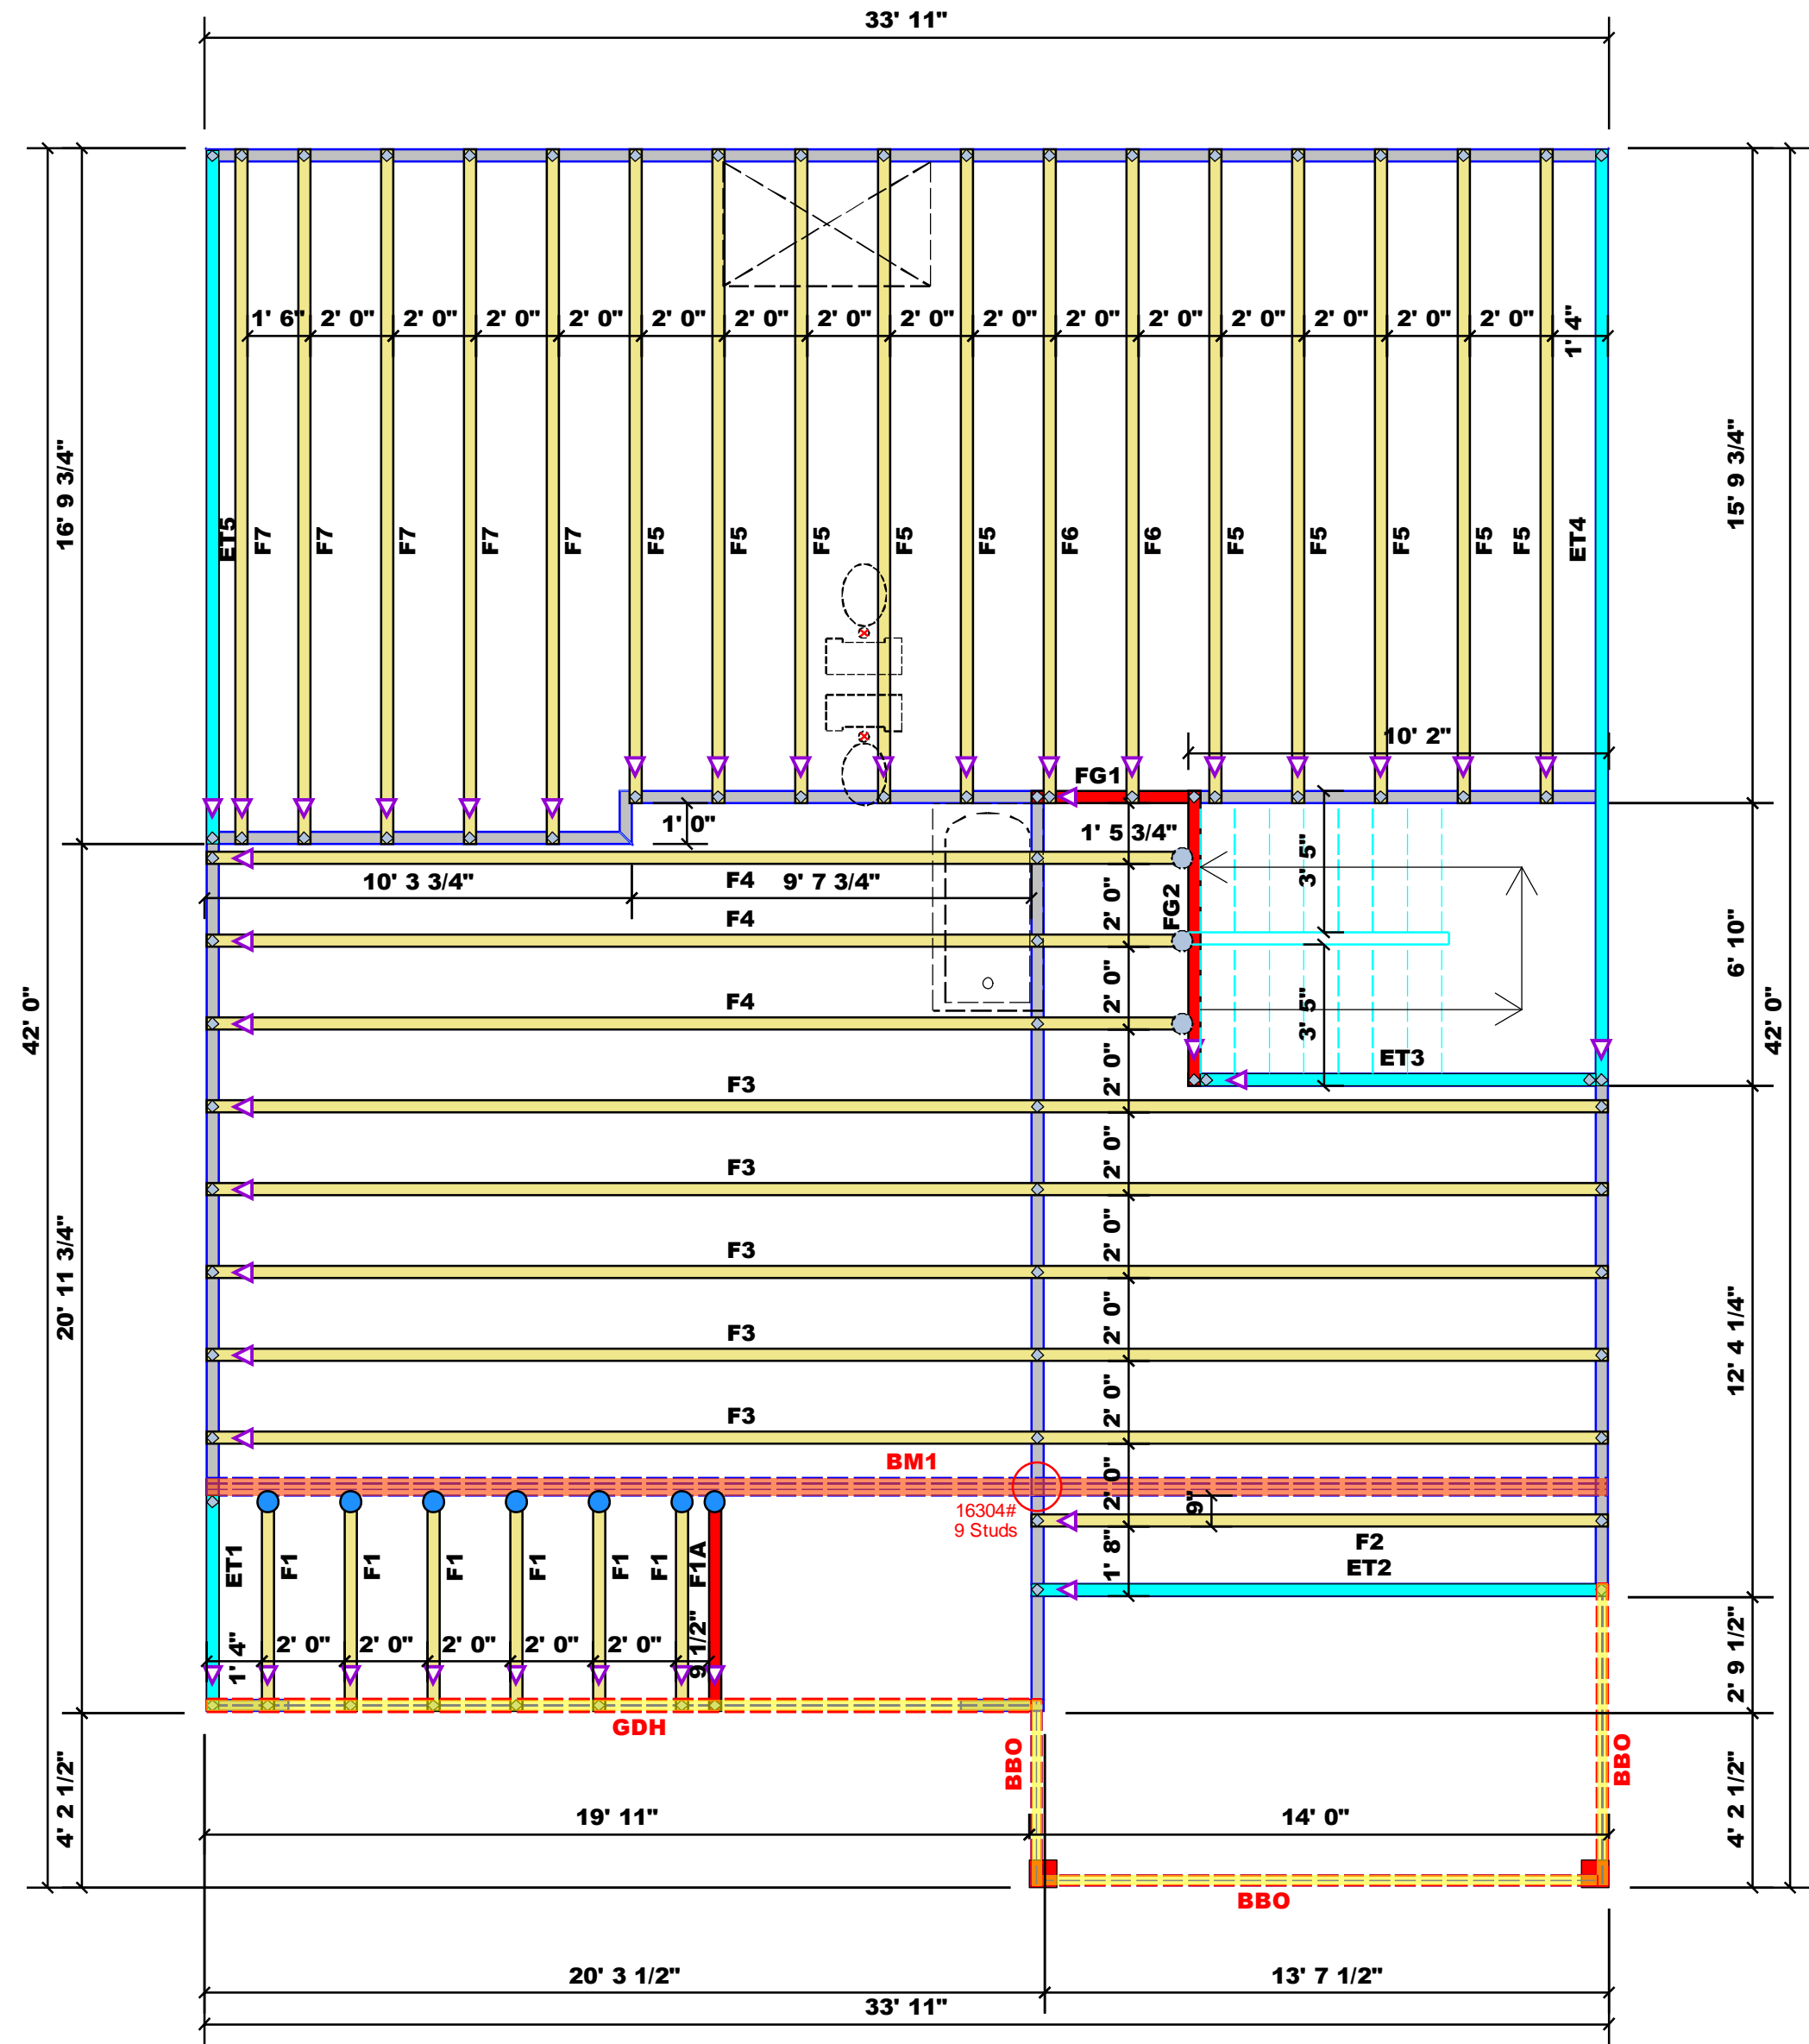 33' 11"
1' 6" 2' 0" 2' 0" 2' 0" 2' 0" 2' 0" 2' 0" 2' 0" 2' 0" 2' 0" 2' 0" 2' 0" 2' 0" 2' 0" 2' 0" 2' 0" 1' 4"
16' 9 3/4"
15' 9 3/4"
ET5 F7 F7 F7 F7 F7 F5 F5 F5 F5 F5 F6 F6 F5 F5 F5 F5 F5 ET4
10' 2"
FG1
1' 0"
1' 5 3/4"
3' 5"
10' 3 3/4"
F4
9' 7 3/4"
FG2
2' 0"
F4
6' 10"
42' 0"
42' 0"
2' 0"
F4
3' 5"
2' 0"
ET3
F3
2' 0"
F3
2' 0"
F3
20' 11 3/4"
2' 0"
F3
12' 4 1/4"
2' 0"
F3
BM1
2' 0"
9"
16304#
9 Studs
F2
ET2
1' 8"
ET1 F1 F1 F1 F1 F1 F1 F1A
1' 4" 2' 0" 2' 0" 2' 0" 2' 0" 2' 0" 9 1/2"
2' 9 1/2"
GDH
BBO
BBO
4' 2 1/2"
4' 2 1/2"
19' 11"
14' 0"
BBO
20' 3 1/2"
13' 7 1/2"
33' 11"